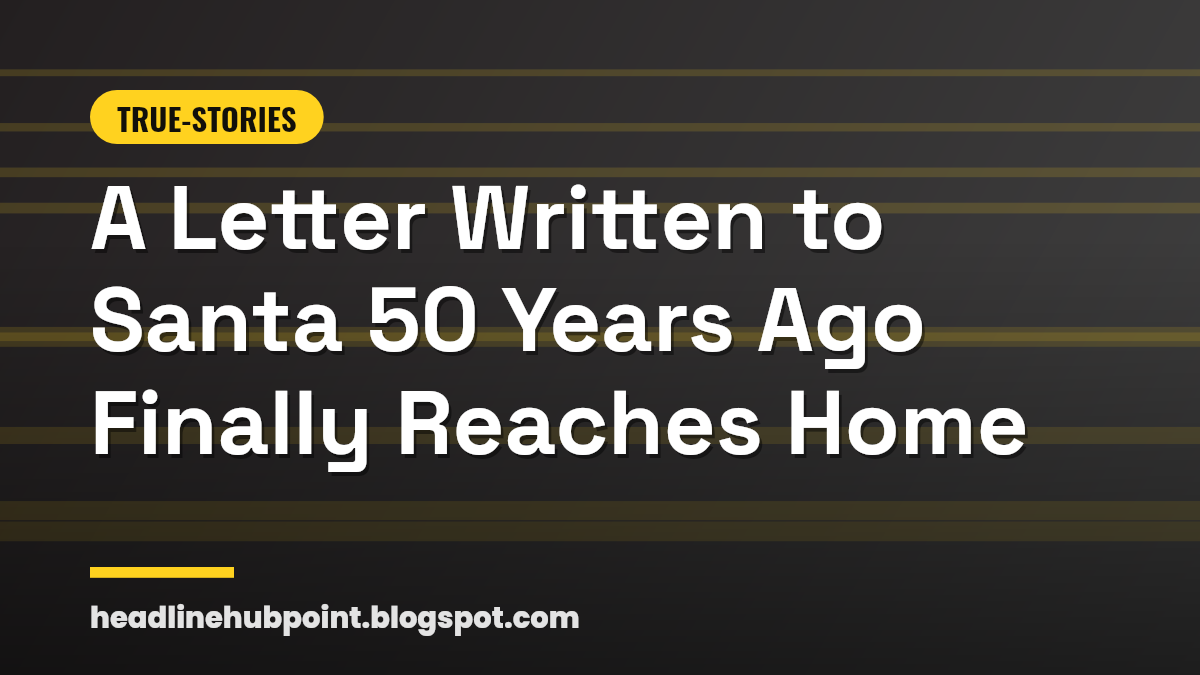 TRUE-STORIES
A Letter Written to
Santa 50 Years Ago
Finally Reaches Home
headlinehubpoint.blogspot.com